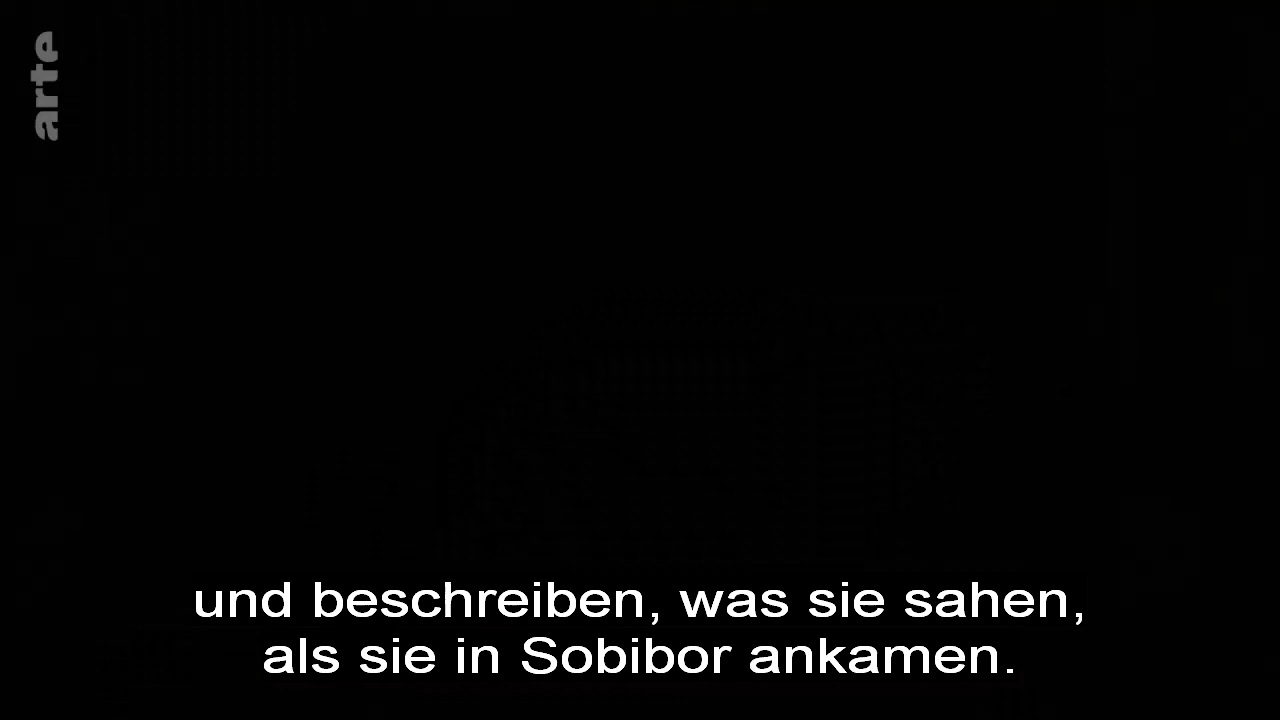 arte
und beschreiben, was sie sahen,
als sie in Sobibor ankamen.